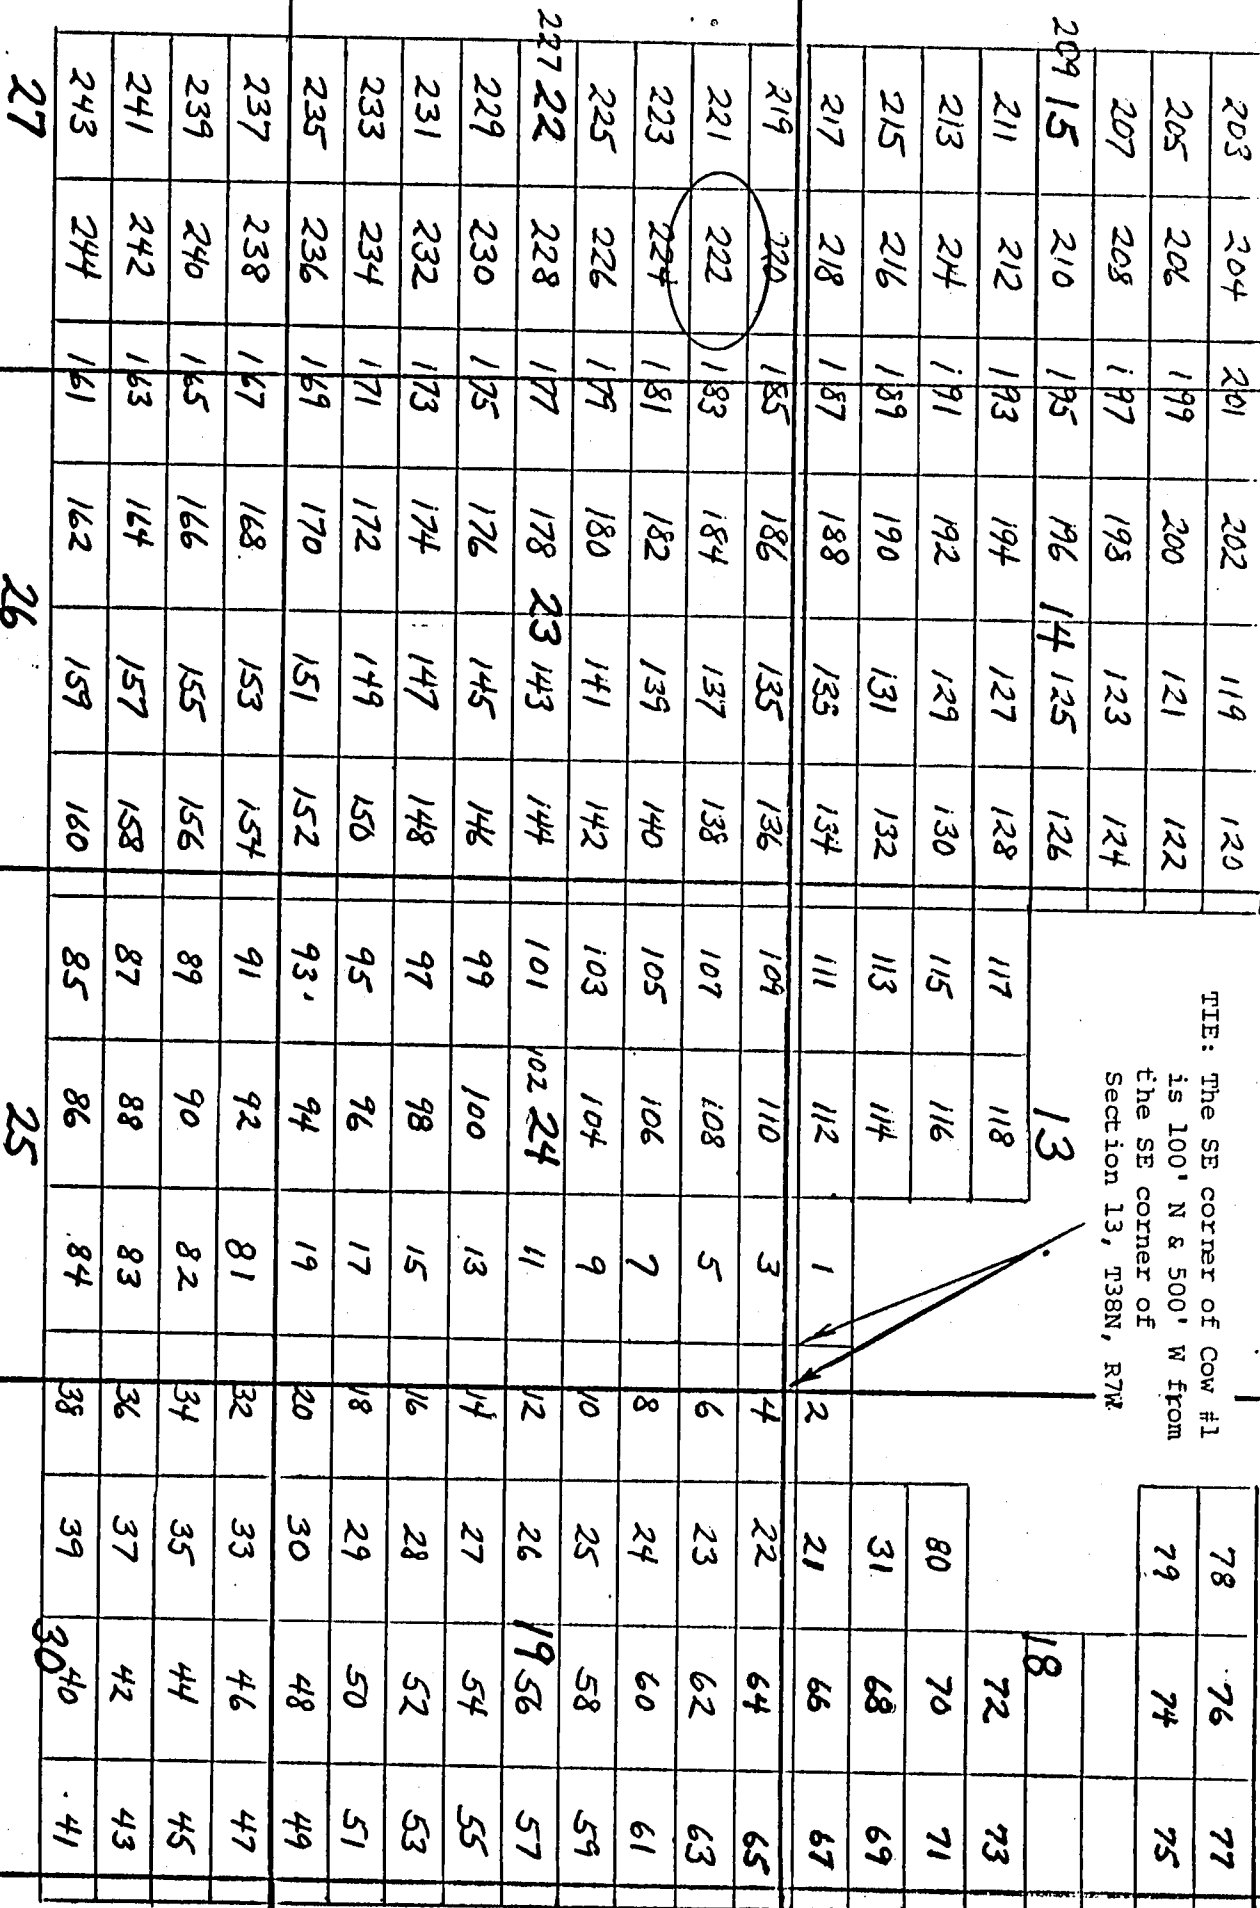 203 204 201 202 119 120 78 76 77
TIE: The SE corner of Cow #1
205 206 199 200 121 122 79 74 75
is 100' N & 500' W from
the SE corner of
207 208 197 198 123 124
Section 13, T38N, R7W.
209 15 210 195 196 14 125 126 13 18
211 212 193 194 127 128 117 118 72 73
213 214 191 192 129 130 115 116 80 70 71
215 216 189 190 131 132 113 114 31 68 69
217 218 187 188 133 134 111 112 1 2 21 66 67
219 220 185 186 135 136 109 110 3 4 22 64 65
221 222 183 184 137 138 107 108 5 6 23 62 63
223 224 181 182 139 140 105 106 7 8 24 60 61
225 226 179 180 141 142 103 104 9 10 25 58 59
227 22 228 177 178 23 143 144 101 102 24 11 12 26 19 56 57
229 230 175 176 145 146 99 100 13 14 27 54 55
231 232 173 174 147 148 97 98 15 16 28 52 53
233 234 171 172 149 150 95 96 17 18 29 50 51
235 236 169 170 151 152 93 94 19 20 30 48 49
237 238 167 168 153 154 91 92 81 32 33 46 47
239 240 165 166 155 156 89 90 82 34 35 44 45
241 242 163 164 157 158 87 88 83 36 37 42 43
243 244 161 162 159 160 85 86 84 38 39 30 40 41
27 26 25